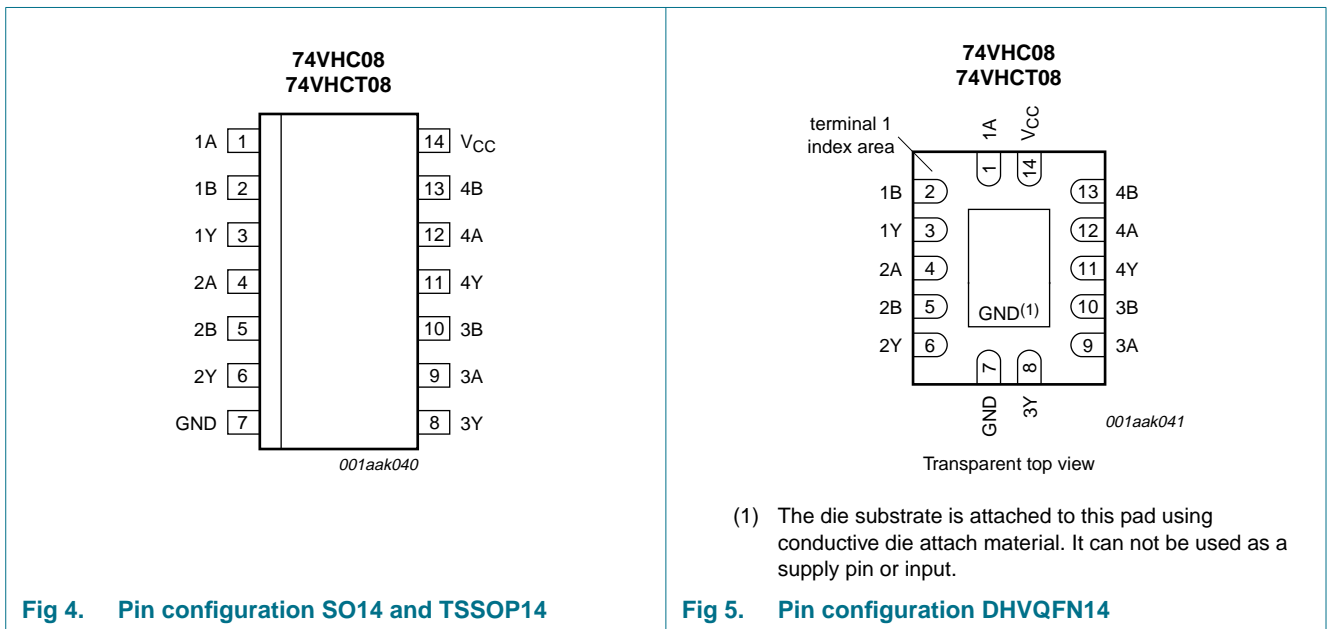 74VHC08
74VHCT08
1A 1
14 VCC
1B 2
13 4B
1Y 3
12 4A
2A 4
11 4Y
2B 5
10 3B
2Y 6
9 3A
GND 7
8 3Y
001aak040
Fig 4. Pin configuration SO14 and TSSOP14
74VHC08
74VHCT08
terminal 1
index area
1A
VCC
1
14
1B 2
13 4B
1Y 3
12 4A
2A 4
11 4Y
2B 5
10 3B
GND(1)
2Y 6
9 3A
7
8
GND
3Y
001aak041
Transparent top view
(1) The die substrate is attached to this pad using
conductive die attach material. It can not be used as a
supply pin or input.
Fig 5. Pin configuration DHVQFN14